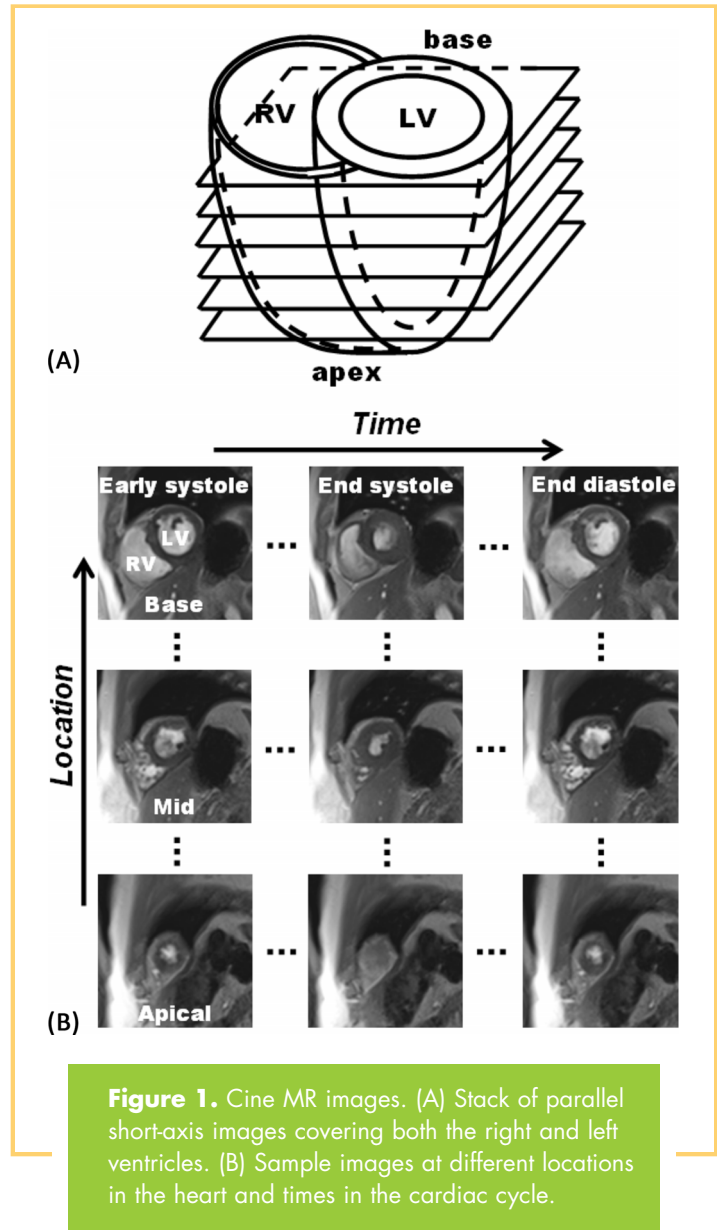 base
RV
LV
(A)
apex
Time
Early systole
End systole
End diastole
LV
RV
Base
Location
Mid
Apical
(B)
Figure 1. Cine MR images. (A) Stack of parallel
short-axis images covering both the right and left
ventricles. (B) Sample images at different locations
in the heart and times in the cardiac cycle.